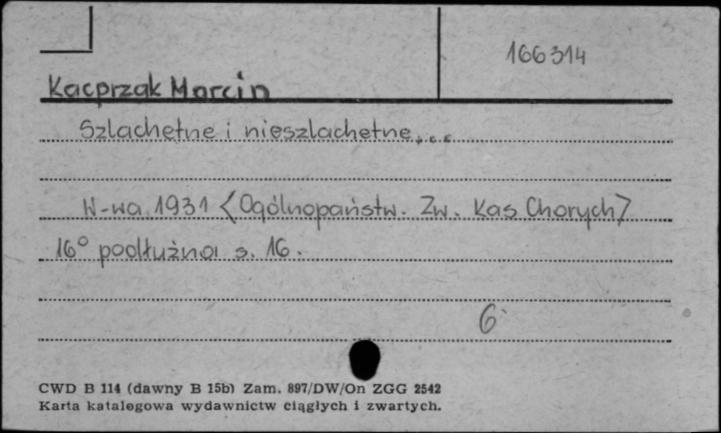 166314
Kacprzak Marcin
Szlachetne i nieszlachetne...
W-wa 1931 <Ogólnopaństw. Zw. Kas Chorych>
16° podłużna s. 16.
6
CWD B 114 (dawny B 15b) Zam. 897/DW/On ZGG 2542
Karta katalogowa wydawnictw ciągłych i zwartych.